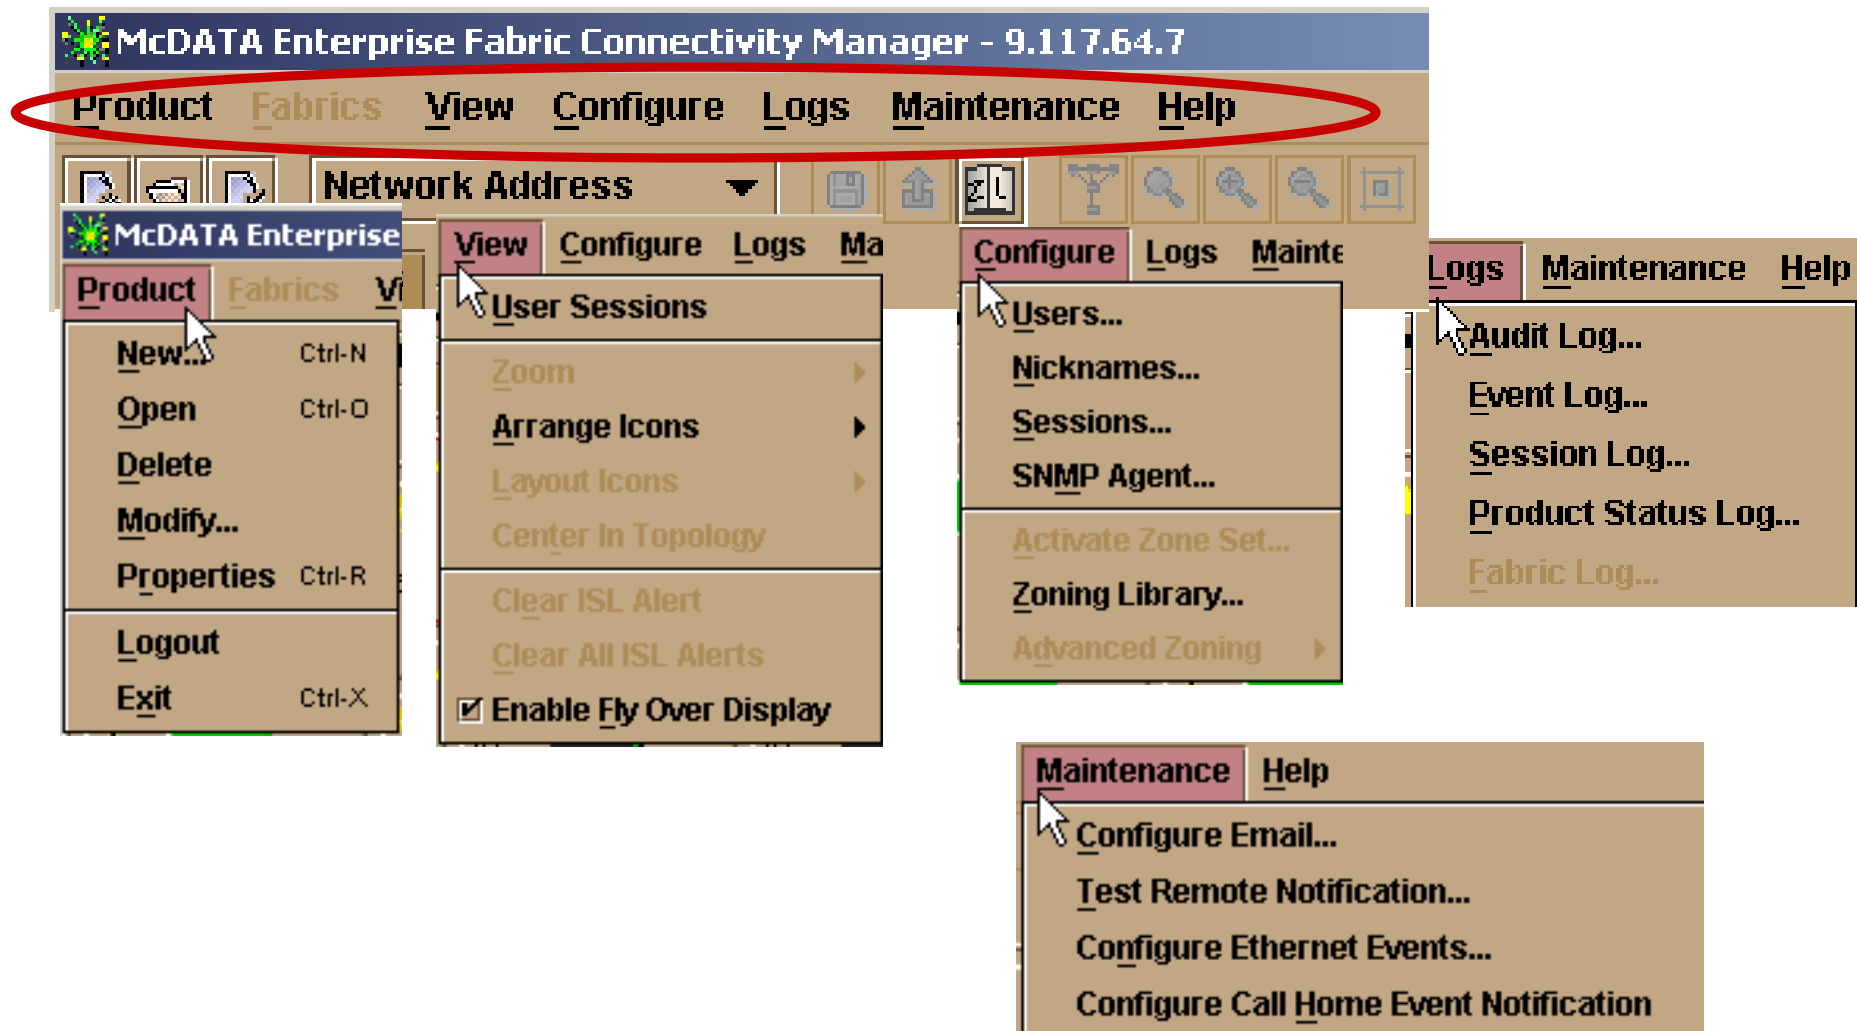 McDATA Enterprise Fabric Connectivity Manager - 9.117.64.7
Product Fabrics View Configure Logs Maintenance Help
Network Address
McDATA Enterprise
Product Fabrics
New... Ctrl-N
Open Ctrl-O
Delete
Modify...
Properties Ctrl-R
Logout
Exit Ctrl-X
View Configure Logs Ma
User Sessions
Zoom
Arrange Icons
Layout Icons
Center In Topology
Clear ISL Alert
Clear All ISL Alerts
Enable Fly Over Display
Configure Logs Mainte
Users...
Nicknames...
Sessions...
SNMP Agent...
Activate Zone Set...
Zoning Library...
Advanced Zoning
Logs Maintenance Help
Audit Log...
Event Log...
Session Log...
Product Status Log...
Fabric Log...
Maintenance Help
Configure Email...
Test Remote Notification...
Configure Ethernet Events...
Configure Call Home Event Notification